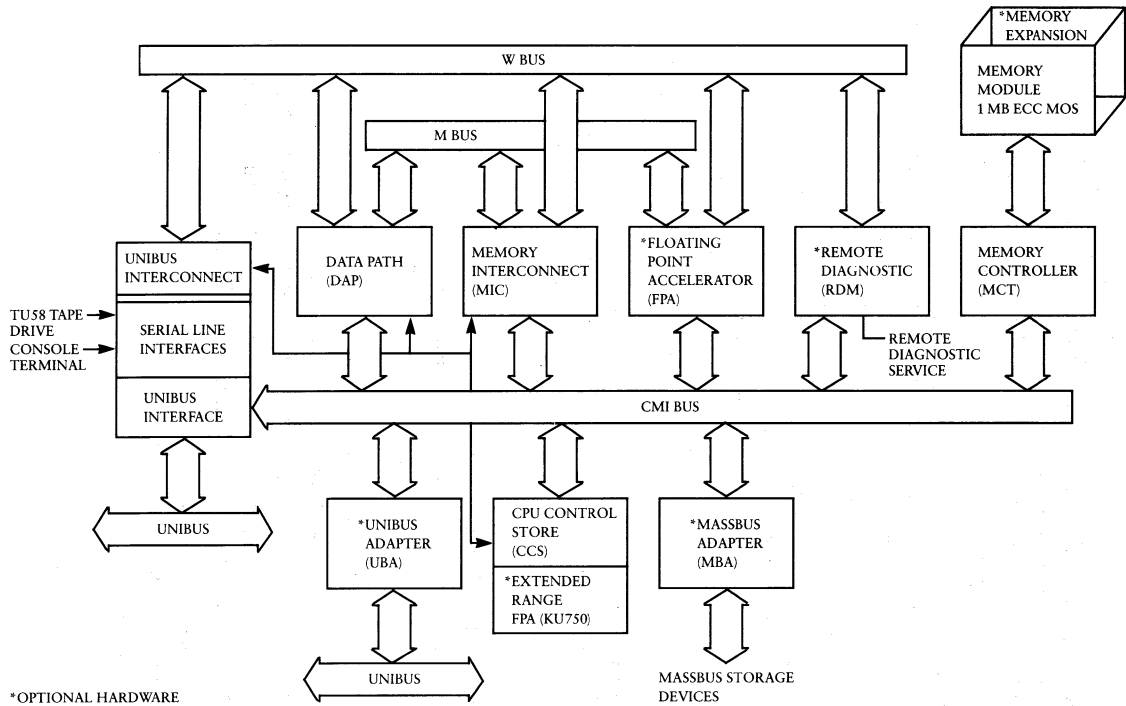 *MEMORY
EXPANSION
W BUS
MEMORY
MODULE
1 MB ECC MOS
M BUS
UNIBUS
INTERCONNECT
DATA PATH
(DAP)
MEMORY
INTERCONNECT
(MIC)
*FLOATING
POINT
ACCELERATOR
(FPA)
*REMOTE
DIAGNOSTIC
(RDM)
MEMORY
CONTROLLER
(MCT)
TU58 TAPE
DRIVE
CONSOLE
TERMINAL
SERIAL LINE
INTERFACES
REMOTE
DIAGNOSTIC
SERVICE
UNIBUS
INTERFACE
CMI BUS
UNIBUS
*UNIBUS
ADAPTER
(UBA)
CPU CONTROL
STORE
(CCS)
*EXTENDED
RANGE
FPA (KU750)
*MASSBUS
ADAPTER
(MBA)
UNIBUS
MASSBUS STORAGE
DEVICES
*OPTIONAL HARDWARE